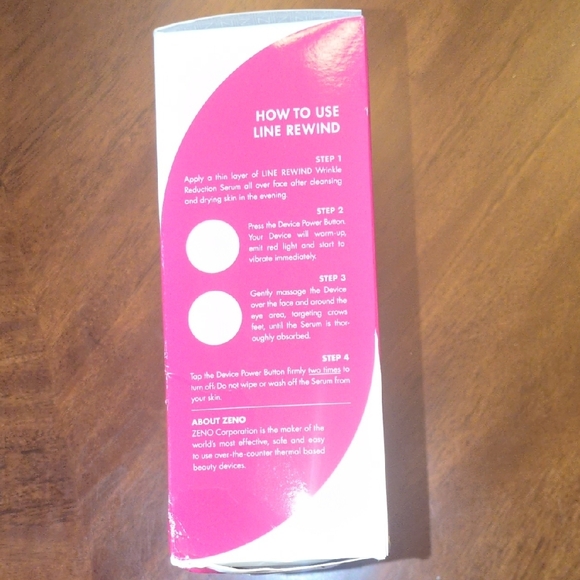 HOW TO USE
LINE REWIND
STEP 1
Apply a thin layer of LINE REWIND Wrinkle
Reduction Serum all over face after cleansing
and drying skin in the evening.
STEP 2
Press the Device Power Button.
Your Device will warm-up,
emit red light and start to
vibrate immediately.
STEP 3
Gently massage the Device
over the face and around the
eye area, targeting crows
feet, until the Serum is thor-
oughly absorbed.
STEP 4
Tap the Device Power Button firmly two times to
turn off. Do not wipe or wash off the Serum from
your skin.
ABOUT ZENO
ZENO Corporation is the maker of the
world's most effective, safe and easy
to use over-the-counter thermal based
beauty devices.